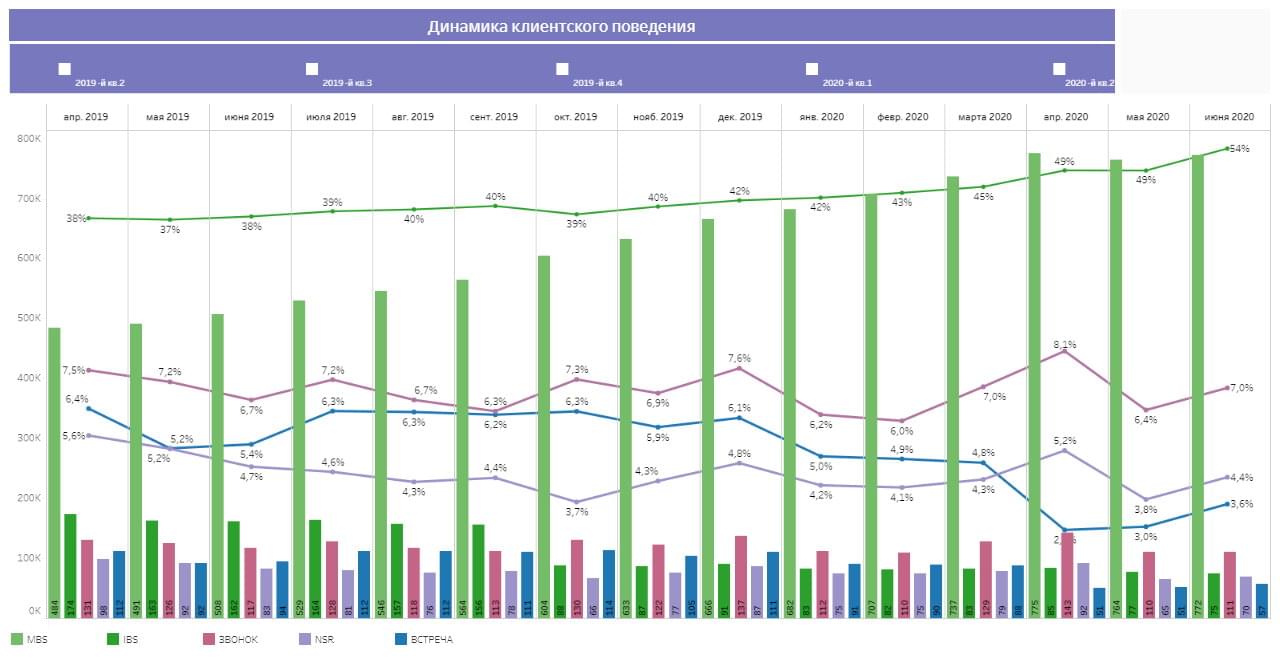 Динамика клиентского поведения
2019 -й кв.2 2019 -й кв.3 2019 -й кв.4 2020 -й кв.1 2020 -й кв.2
апр. 2019 мая 2019 июня 2019 июля 2019 авг. 2019 сент. 2019 окт. 2019 нояб. 2019 дек. 2019 янв. 2020 февр. 2020 марта 2020 апр. 2020 мая 2020 июня 2020
800K
700K
600K
500K
400K
300K
200K
100K
0K
38% 37% 38% 39% 40% 40% 39% 40% 42% 42% 43% 45% 49% 49% 54%
7,5% 7,2% 6,7% 7,2% 6,7% 6,3% 7,3% 6,9% 7,6% 6,2% 6,0% 7,0% 8,1% 6,4% 7,0%
6,4% 5,2% 5,4% 6,3% 6,3% 6,2% 6,3% 5,9% 6,1% 5,0% 4,9% 4,8% 3,0% 3,6%
5,6% 5,2% 4,7% 4,6% 4,3% 4,4% 3,7% 4,3% 4,8% 4,2% 4,1% 4,3% 5,2% 3,8% 4,4%
484 174 131 98 112
491 163 126 92 92
508 162 117 83 94
529 164 128 81 112
546 157 118 76 112
564 156 113 78 111
604 88 130 66 114
633 87 122 77 105
666 91 137 87 111
682 83 112 75 91
707 82 110 75 90
737 83 129 79 88
775 85 143 92 51
764 77 110 65 51
772 75 111 70 57
MBS IBS ЗВОНОК NSR ВСТРЕЧА